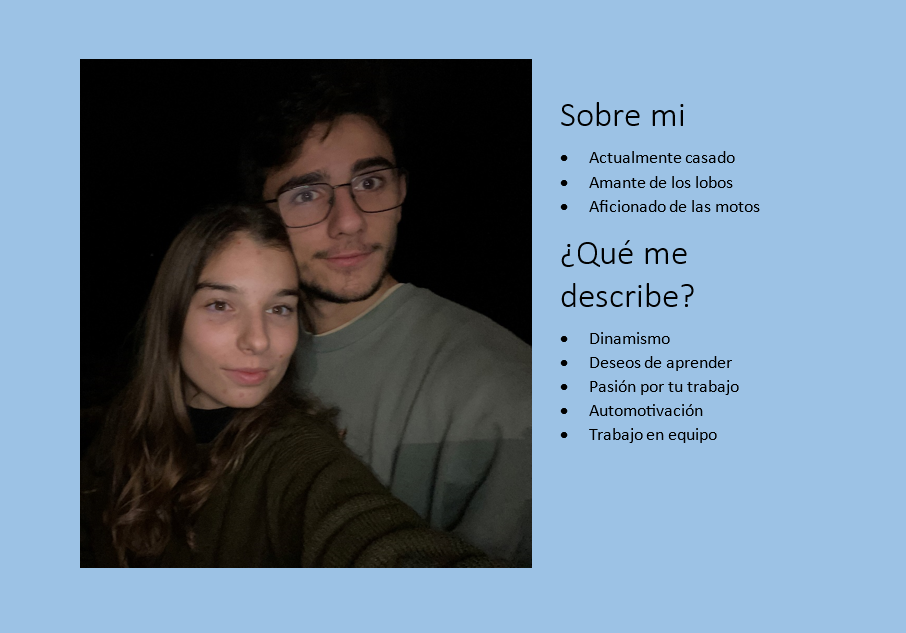 Sobre mi
• Actualmente casado
• Amante de los lobos
• Aficionado de las motos
¿Qué me
describe?
• Dinamismo
• Deseos de aprender
• Pasión por tu trabajo
• Automotivación
• Trabajo en equipo